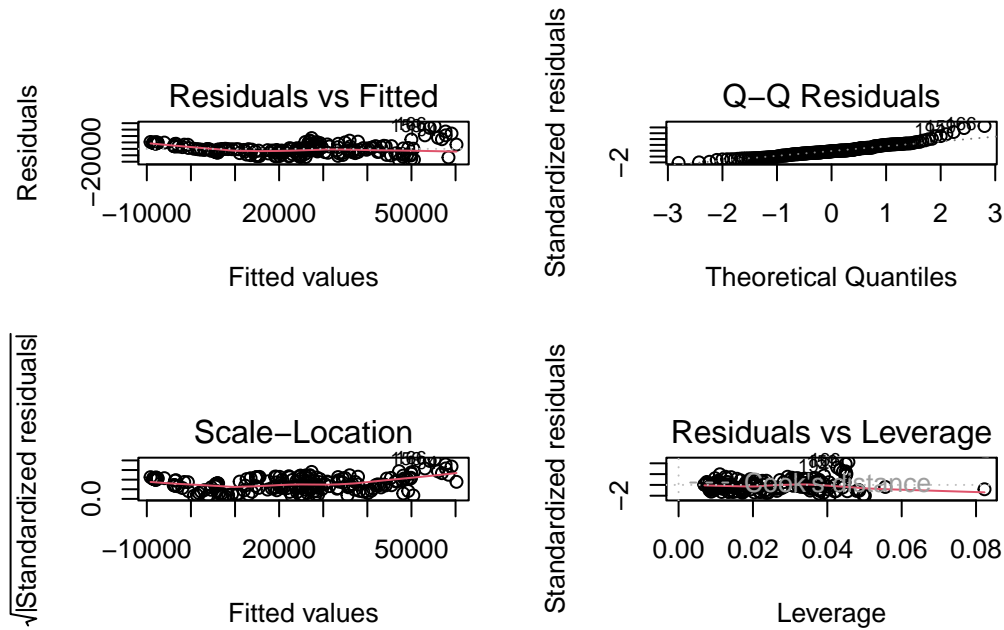 Residuals vs Fitted
Residuals
−20000
−10000 20000 50000
Fitted values
Q−Q Residuals
Standardized residuals
−2
−3 −2 −1 0 1 2 3
Theoretical Quantiles
Scale−Location
√|Standardized residuals|
0.0
−10000 20000 50000
Fitted values
Residuals vs Leverage
Standardized residuals
−2
Cook's distance
0.00 0.02 0.04 0.06 0.08
Leverage